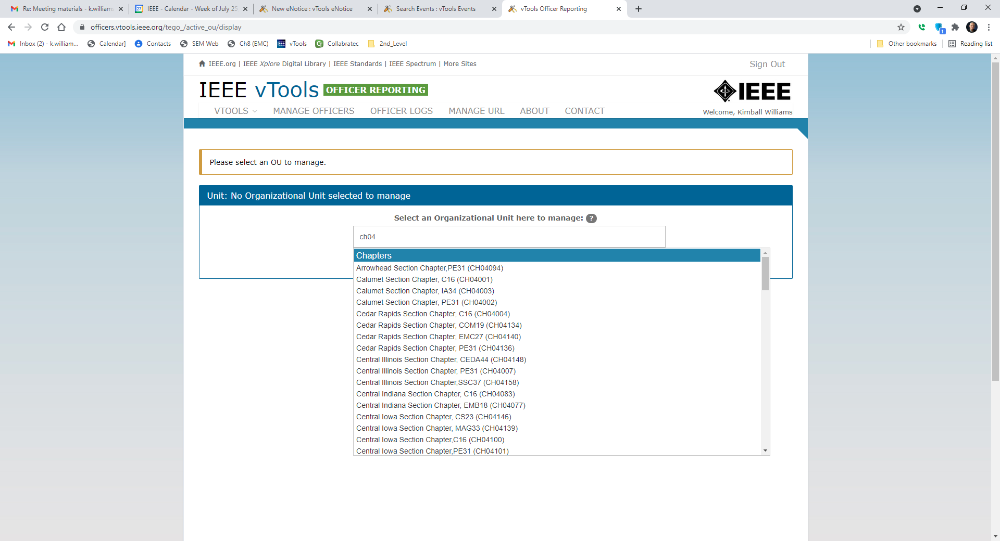 Re: Meeting materials - k.william
IEEE - Calendar - Week of July 25
New eNotice : vTools eNotice
Search Events : vTools Events
vTools Officer Reporting
officers.vtools.ieee.org/tego_/active_ou/display
1
Inbox (2) - k.william...
Calendar]
Contacts
SEM Web
Ch8 (EMC)
IEEE vTools
Collabratec
2nd_Level
Other bookmarks
Reading list
IEEE.org | IEEE Xplore Digital Library | IEEE Standards | IEEE Spectrum | More Sites
Sign Out
IEEE vTools OFFICER REPORTING
IEEE
VTOOLS MANAGE OFFICERS OFFICER LOGS MANAGE URL ABOUT CONTACT
Welcome, Kimball Williams
Please select an OU to manage.
Unit: No Organizational Unit selected to manage
Select an Organizational Unit here to manage: ?
ch04
Chapters
Arrowhead Section Chapter,PE31 (CH04094)
Calumet Section Chapter, C16 (CH04001)
Calumet Section Chapter, IA34 (CH04003)
Calumet Section Chapter, PE31 (CH04002)
Cedar Rapids Section Chapter, C16 (CH04004)
Cedar Rapids Section Chapter, COM19 (CH04134)
Cedar Rapids Section Chapter, EMC27 (CH04140)
Cedar Rapids Section Chapter, PE31 (CH04136)
Central Illinois Section Chapter, CEDA44 (CH04148)
Central Illinois Section Chapter, PE31 (CH04007)
Central Illinois Section Chapter,SSC37 (CH04158)
Central Indiana Section Chapter, C16 (CH04083)
Central Indiana Section Chapter, EMB18 (CH04077)
Central Iowa Section Chapter, CS23 (CH04146)
Central Iowa Section Chapter, MAG33 (CH04139)
Central Iowa Section Chapter,C16 (CH04100)
Central Iowa Section Chapter,PE31 (CH04101)